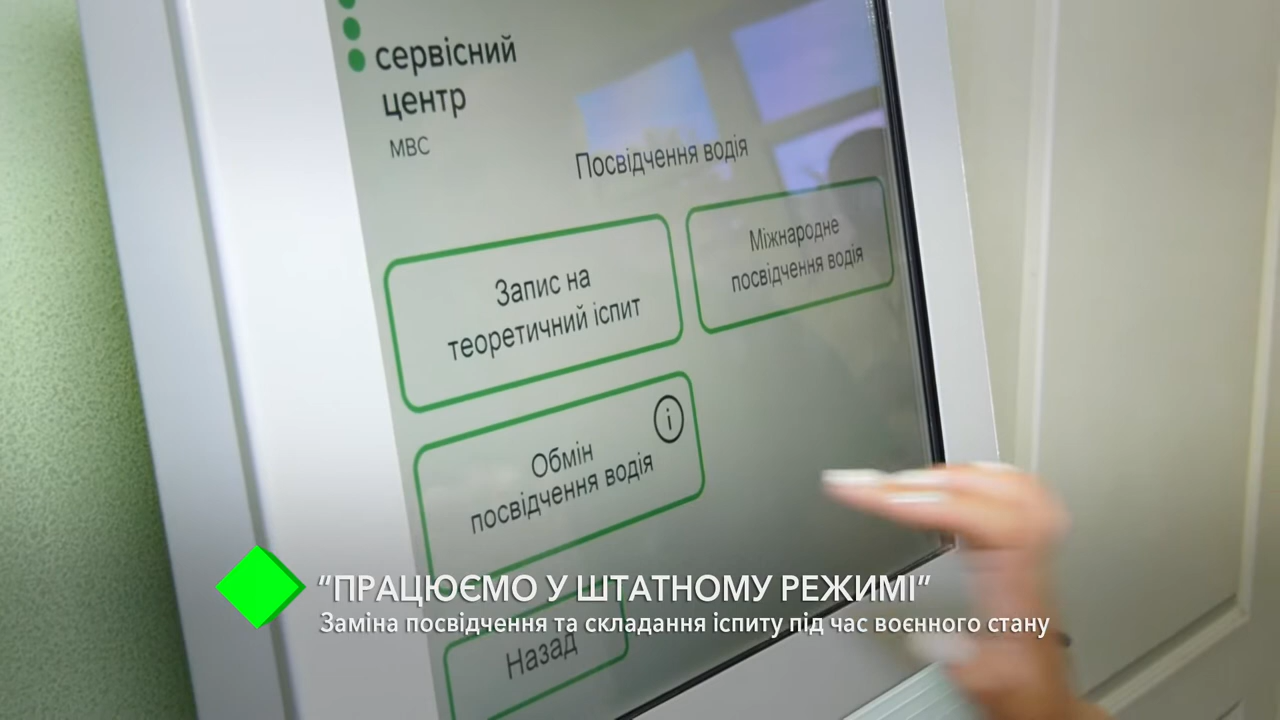 сервісний
центр
МВС
Посвідчення водія
Запис на
теоретичний іспит
Міжнародне
посвідчення водія
Обмін
посвідчення водія
i
Назад
“ПРАЦЮЄМО У ШТАТНОМУ РЕЖИМІ”
Заміна посвідчення та складання іспиту під час воєнного стану